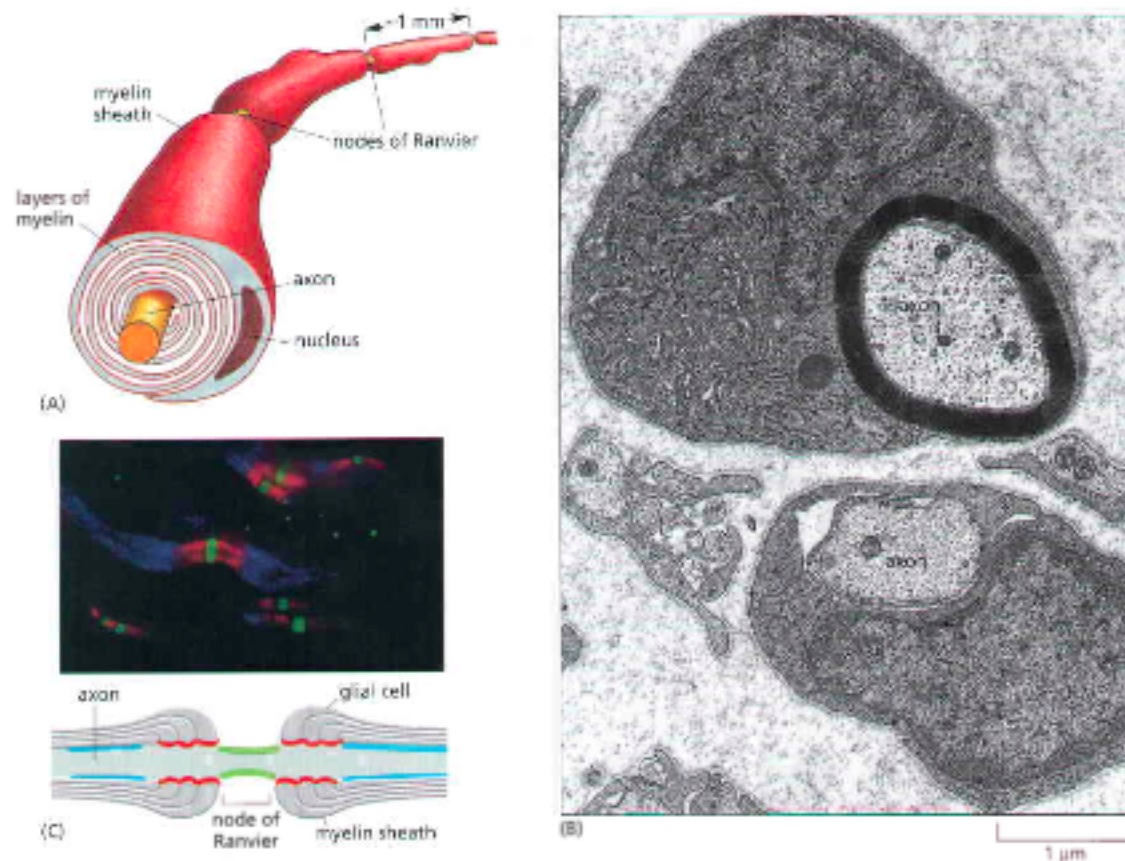 1 mm
myelin
sheath
nodes of Ranvier
layers of
myelin
axon
nucleus
(A)
axon
axon
axon
glial cell
node of
Ranvier
myelin sheath
(C)
(B)
1 µm